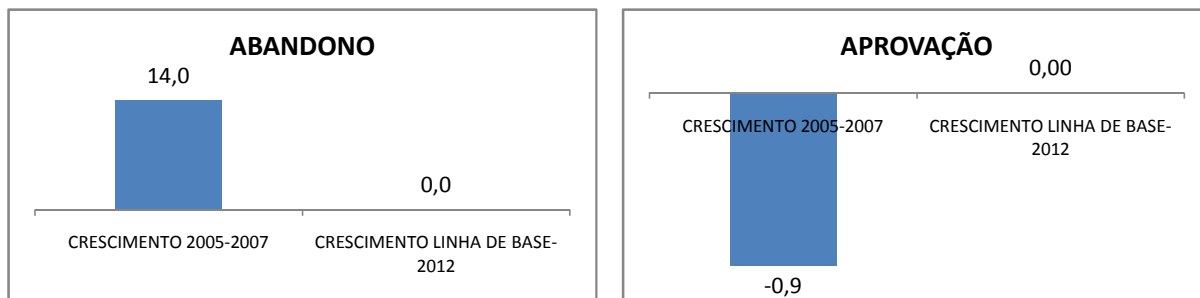 ABANDONO
14,0
0,0
CRESCIMENTO 2005-2007
CRESCIMENTO LINHA DE BASE-
2012
APROVAÇÃO
0,00
CRESCIMENTO 2005-2007
CRESCIMENTO LINHA DE BASE-
2012
-0,9